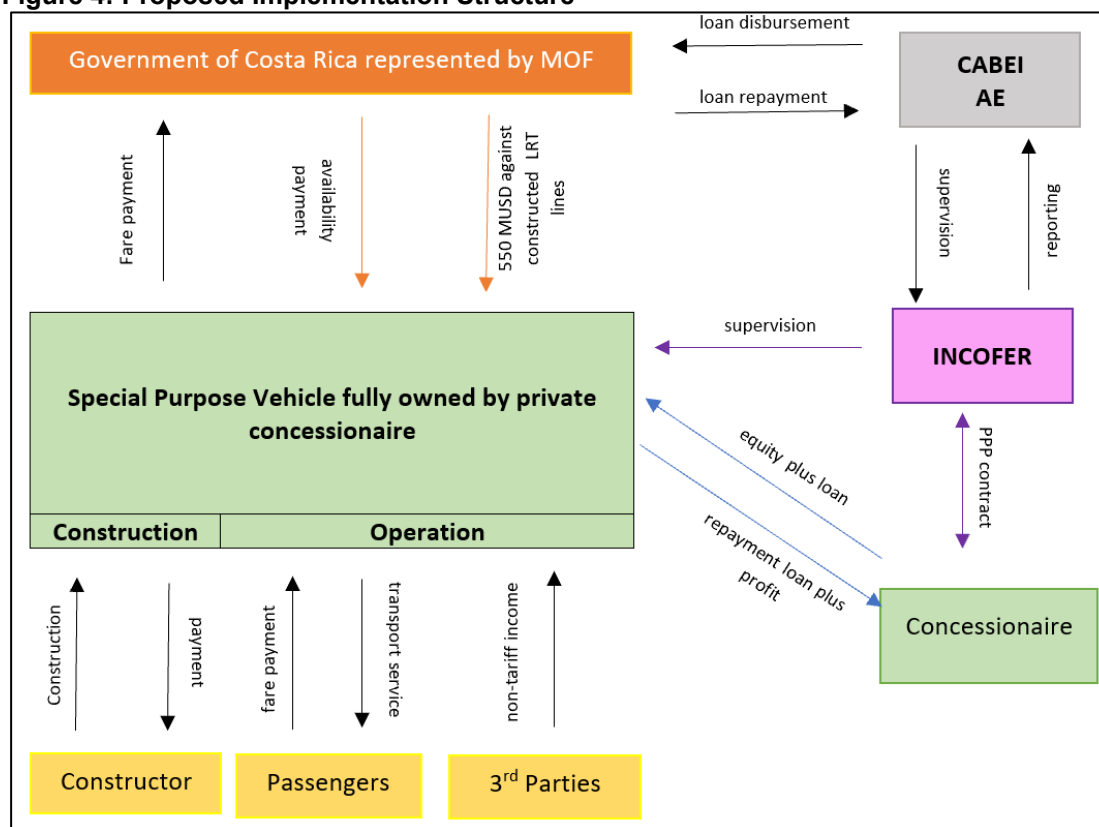 Figure 4: Proposed Implementation Structure
Government of Costa Rica represented by MOF
loan disbursement
loan repayment
CABEI
AE
Fare payment
availability
payment
550 MUSD against
constructed LRT
lines
supervision
reporting
Special Purpose Vehicle fully owned by private
concessionaire
supervision
INCOFER
equity plus loan
repayment loan plus
profit
PPP contract
Construction
Operation
Concessionaire
Construction
payment
fare payment
transport service
non-tariff income
Constructor
Passengers
3rd Parties